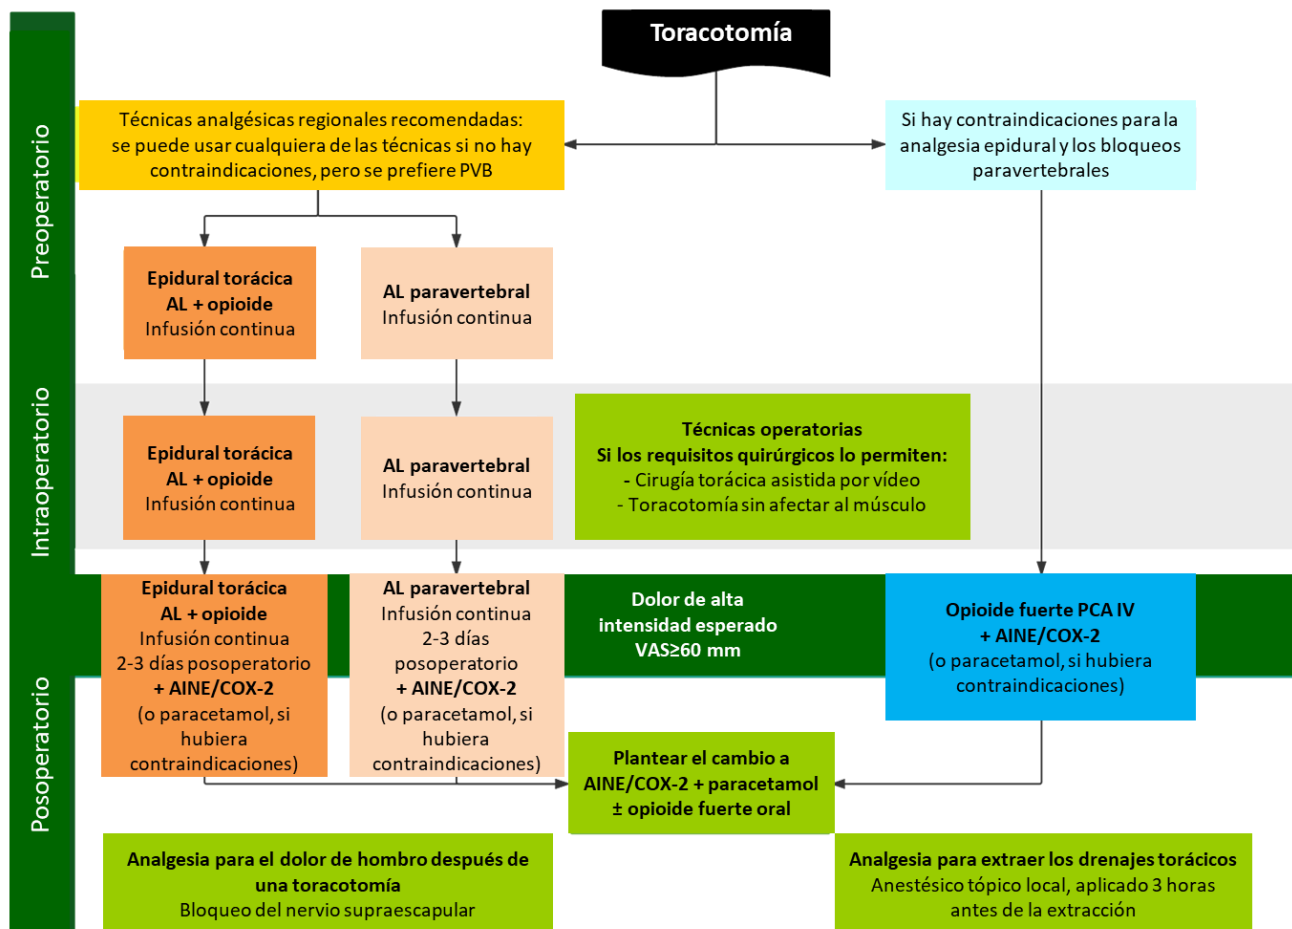 Toracotomía
Preoperatorio
Técnicas analgésicas regionales recomendadas:
se puede usar cualquiera de las técnicas si no hay
contraindicaciones, pero se prefiere PVB
Si hay contraindicaciones para la
analgesia epidural y los bloqueos
paravertebrales
Epidural torácica
AL + opioide
Infusión continua
AL paravertebral
Infusión continua
Intraoperatorio
Epidural torácica
AL + opioide
Infusión continua
AL paravertebral
Infusión continua
Técnicas operatorias
Si los requisitos quirúrgicos lo permiten:
- Cirugía torácica asistida por vídeo
- Toracotomía sin afectar al músculo
Posoperatorio
Epidural torácica
AL + opioide
Infusión continua
2-3 días posoperatorio
+ AINE/COX-2
(o paracetamol, si
hubiera
contraindicaciones)
AL paravertebral
Infusión continua
2-3 días
posoperatorio
+ AINE/COX-2
(o paracetamol, si
hubiera
contraindicaciones)
Dolor de alta
intensidad esperado
VAS≥60 mm
Opioide fuerte PCA IV
+ AINE/COX-2
(o paracetamol, si hubiera
contraindicaciones)
Plantear el cambio a
AINE/COX-2 + paracetamol
± opioide fuerte oral
Analgesia para el dolor de hombro después de
una toracotomía
Bloqueo del nervio supraescapular
Analgesia para extraer los drenajes torácicos
Anestésico tópico local, aplicado 3 horas
antes de la extracción